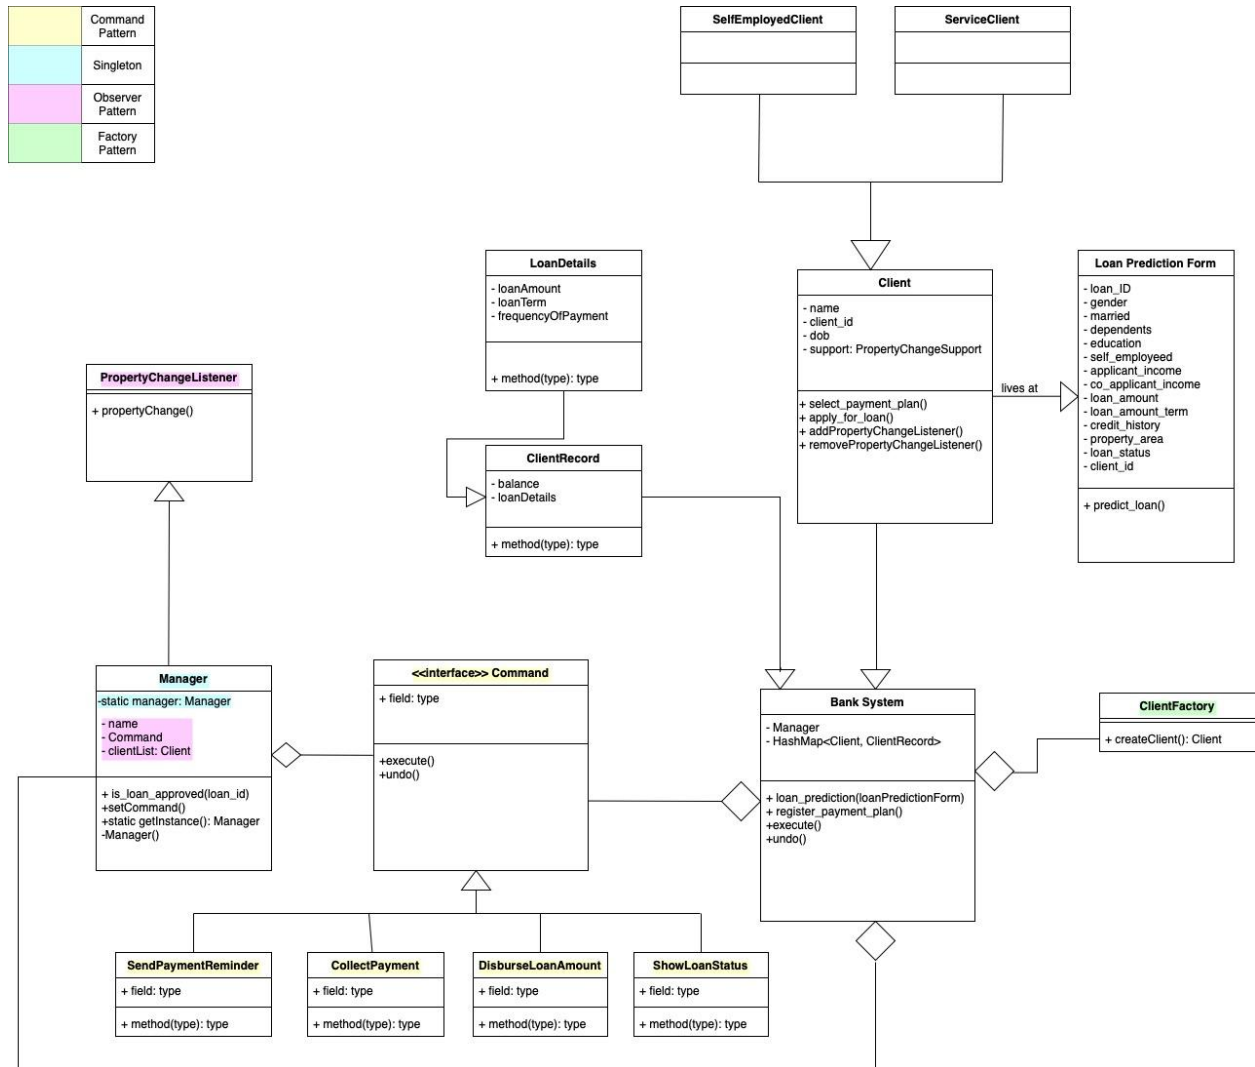 Command
Pattern
Singleton
Observer
Pattern
Factory
Pattern
SelfEmployedClient
ServiceClient
LoanDetails
- loanAmount
- loanTerm
- frequencyOfPayment
+ method(type): type
Client
- name
- client_id
- dob
- support: PropertyChangeSupport
+ select_payment_plan()
+ apply_for_loan()
+ addPropertyChangeListener()
+ removePropertyChangeListener()
lives at
Loan Prediction Form
- loan_ID
- gender
- married
- dependents
- education
- self_employeed
- applicant_income
- co_applicant_income
- loan_amount
- loan_amount_term
- credit_history
- property_area
- loan_status
- client_id
+ predict_loan()
PropertyChangeListener
+ propertyChange()
ClientRecord
- balance
- loanDetails
+ method(type): type
Manager
-static manager: Manager
- name
- Command
- clientList: Client
+ is_loan_approved(loan_id)
+setCommand()
+static getInstance(): Manager
-Manager()
<<interface>> Command
+ field: type
+execute()
+undo()
Bank System
- Manager
- HashMap<Client, ClientRecord>
+ loan_prediction(loanPredictionForm)
+ register_payment_plan()
+execute()
+undo()
ClientFactory
+ createClient(): Client
SendPaymentReminder
+ field: type
+ method(type): type
CollectPayment
+ field: type
+ method(type): type
DisburseLoanAmount
+ field: type
+ method(type): type
ShowLoanStatus
+ field: type
+ method(type): type